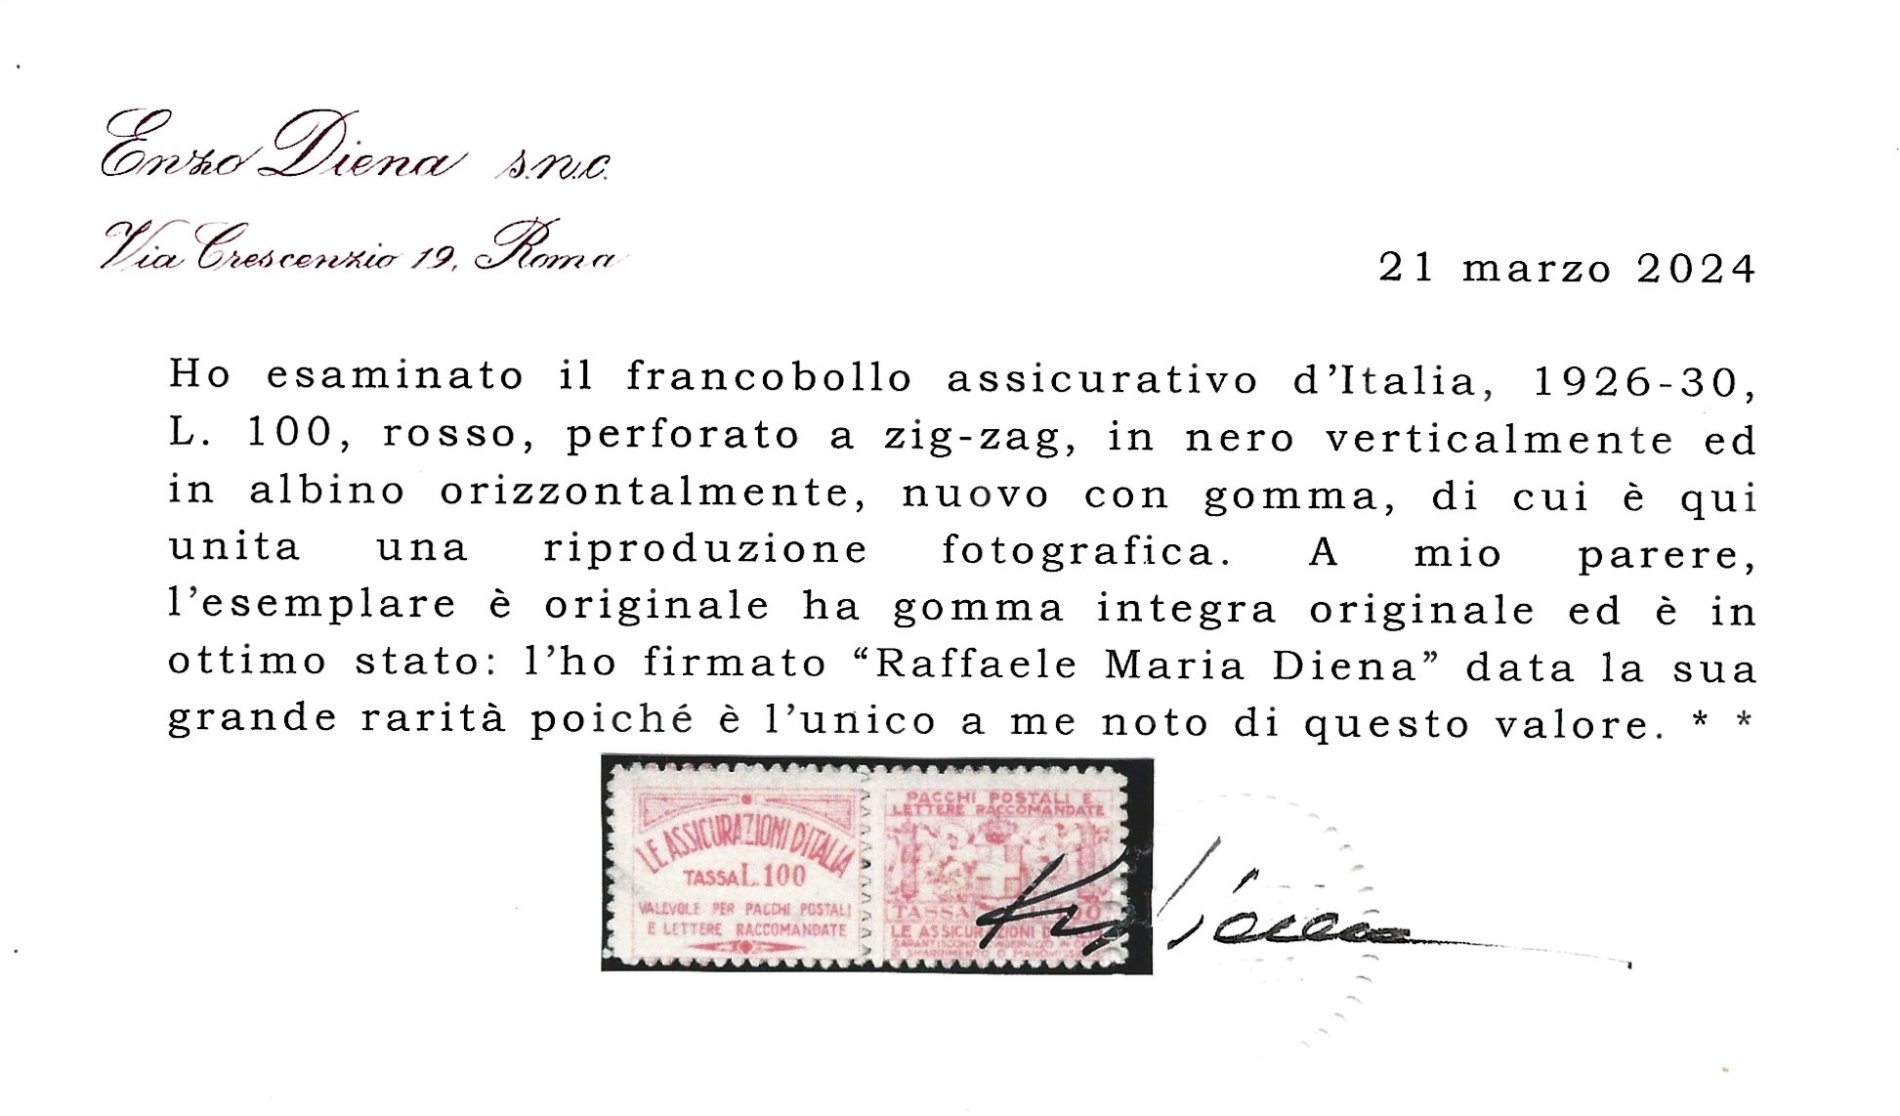 Enzo Diena s.n.c.
Via Crescenzio 19, Roma
21 marzo 2024
Ho esaminato il francobollo assicurativo d'Italia, 1926-30,
L. 100, rosso, perforato a zig-zag, in nero verticalmente ed
in albino orizzontalmente, nuovo con gomma, di cui è qui
unita una riproduzione fotografica. A mio parere,
l'esemplare è originale ha gomma integra originale ed è in
ottimo stato: l'ho firmato “Raffaele Maria Diena” data la sua
grande rarità poiché è l'unico a me noto di questo valore. * *
LE ASSICURAZIONI D'ITALIA
TASSA L.100
VALEVOLE PER PACCHI POSTALI
E LETTERE RACCOMANDATE
PACCHI POSTALI E
LETTERE RACCOMANDATE
TASSA
LE ASSICURAZIONI